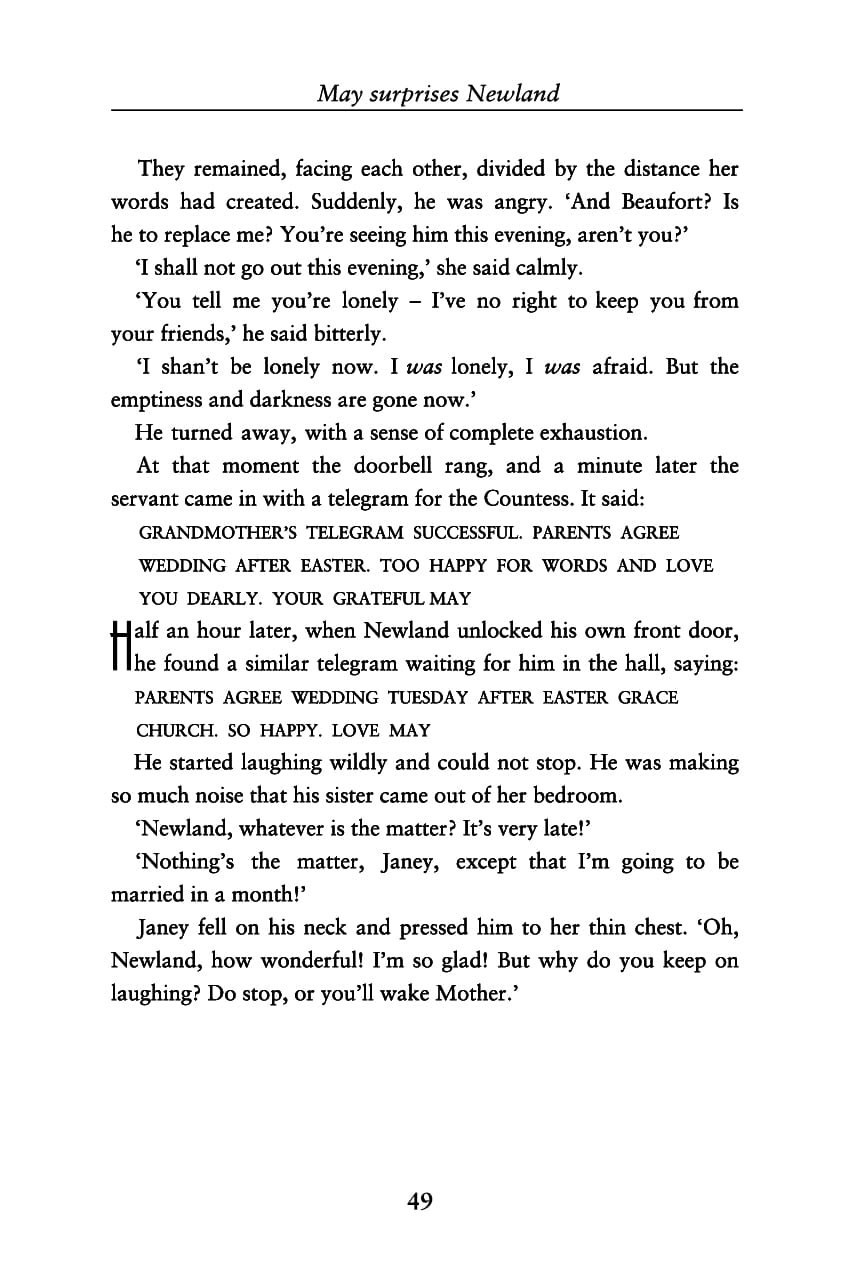 May surprises Newland
They remained, facing each other, divided by the distance her
words had created. Suddenly, he was angry. ‘And Beaufort? Is
he to replace me? You’re seeing him this evening, aren’t you?’
‘I shall not go out this evening,’ she said calmly.
‘You tell me you’re lonely – I’ve no right to keep you from
your friends,’ he said bitterly.
‘I shan’t be lonely now. I was lonely, I was afraid. But the
emptiness and darkness are gone now.’
He turned away, with a sense of complete exhaustion.
At that moment the doorbell rang, and a minute later the
servant came in with a telegram for the Countess. It said:
GRANDMOTHER’S TELEGRAM SUCCESSFUL. PARENTS AGREE
WEDDING AFTER EASTER. TOO HAPPY FOR WORDS AND LOVE
YOU DEARLY. YOUR GRATEFUL MAY
Half an hour later, when Newland unlocked his own front door,
he found a similar telegram waiting for him in the hall, saying:
PARENTS AGREE WEDDING TUESDAY AFTER EASTER GRACE
CHURCH. SO HAPPY. LOVE MAY
He started laughing wildly and could not stop. He was making
so much noise that his sister came out of her bedroom.
‘Newland, whatever is the matter? It’s very late!’
‘Nothing’s the matter, Janey, except that I’m going to be
married in a month!’
Janey fell on his neck and pressed him to her thin chest. ‘Oh,
Newland, how wonderful! I’m so glad! But why do you keep on
laughing? Do stop, or you’ll wake Mother.’
49